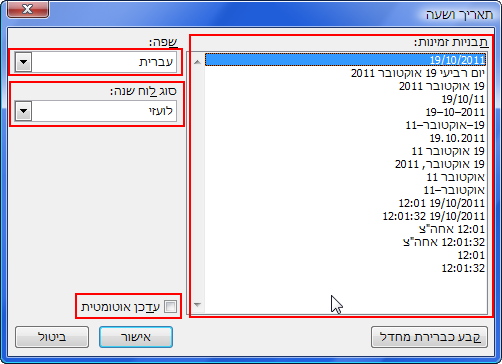 תאריך ושעה
תבניות זמינות:
19/10/2011
יום רביעי 19 אוקטובר 2011
19 אוקטובר 2011
19/10/11
19–10–2011
19–אוקטובר–11
19.10.2011
19 אוקטובר 11
19 אוקטובר, 2011
אוקטובר 11
אוקטובר–11
19/10/2011 12:01
19/10/2011 12:01:32
12:01 אחה"צ
12:01:32 אחה"צ
12:01
12:01:32
שפה:
עברית
סוג לוח שנה:
לועזי
עדכן אוטומטית
קבע כברירת מחדל
אישור
ביטול